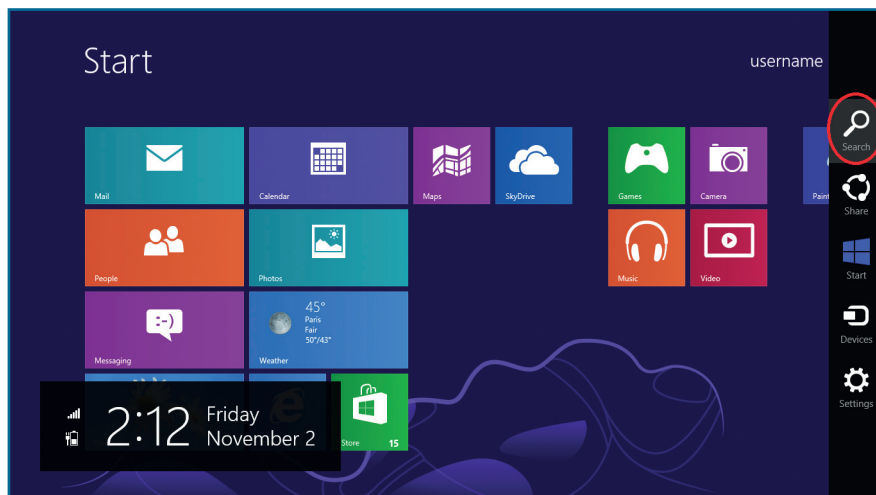 Start
username
Mail
Calendar
Maps
SkyDrive
Games
Camera
Paint
People
Photos
Music
Video
Messaging
45°
Paris
Fair
50°/43°
Weather
Store
15
2:12
Friday
November 2
Search
Share
Start
Devices
Settings